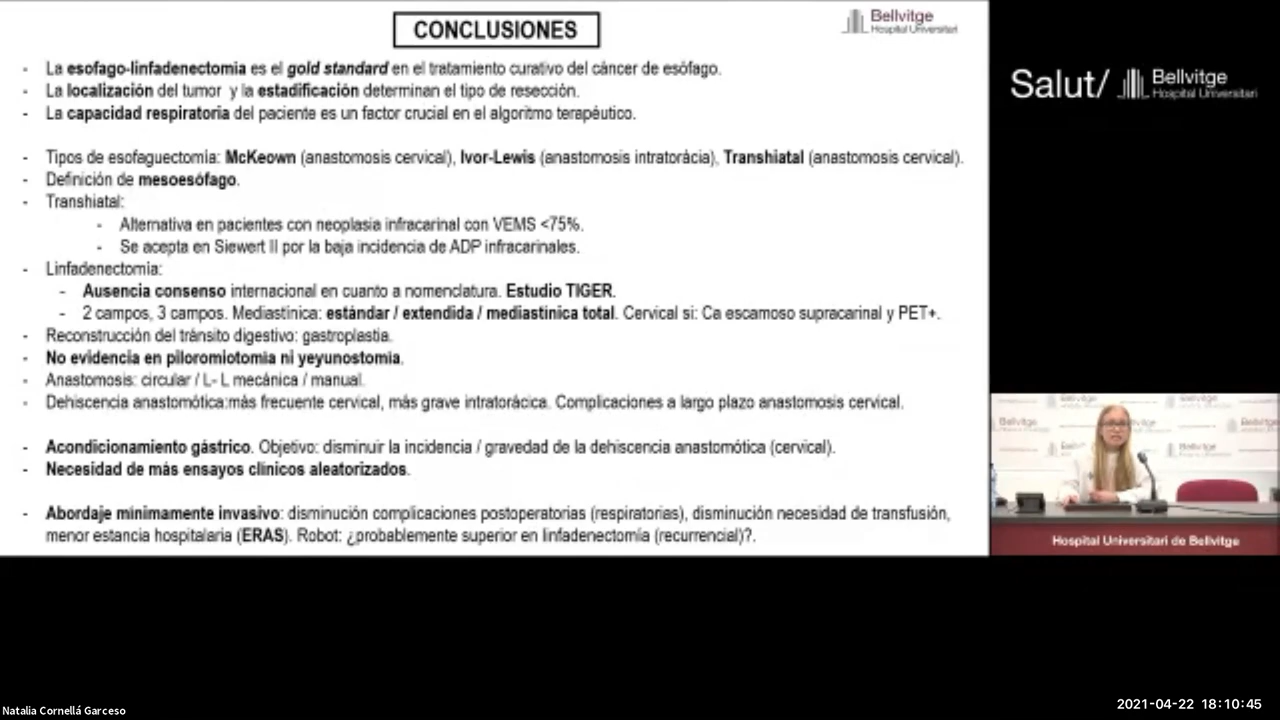 CONCLUSIONES
Bellvitge
Hospital Universitari
- La esofago-linfadenectomia es el gold standard en el tratamiento curativo del cáncer de esófago.
- La localización del tumor y la estadificación determinan el tipo de resección.
- La capacidad respiratoria del paciente es un factor crucial en el algoritmo terapéutico.
- Tipos de esofaguectomía: McKeown (anastomosis cervical), Ivor-Lewis (anastomosis intratorácia), Transhiatal (anastomosis cervical).
- Definición de mesoesófago.
- Transhiatal:
- Alternativa en pacientes con neoplasia infracarinal con VEMS <75%.
- Se acepta en Siewert II por la baja incidencia de ADP infracarinales.
- Linfadenectomia:
- Ausencia consenso internacional en cuanto a nomenclatura. Estudio TIGER.
- 2 campos, 3 campos. Mediastínica: estándar / extendida / mediastinica total. Cervical si: Ca escamoso supracarinal y PET+.
- Reconstrucción del tránsito digestivo: gastroplastia.
- No evidencia en piloromiotomia ni yeyunostomia.
- Anastomosis: circular / L- L mecánica / manual.
- Dehiscencia anastomótica:más frecuente cervical, más grave intratorácica. Complicaciones a largo plazo anastomosis cervical.
- Acondicionamiento gástrico. Objetivo: disminuir la incidencia / gravedad de la dehiscencia anastomótica (cervical).
- Necesidad de más ensayos clínicos aleatorizados.
- Abordaje minimamente invasivo: disminución complicaciones postoperatorias (respiratorias), disminución necesidad de transfusión,
menor estancia hospitalaria (ERAS). Robot: ¿probablemente superior en linfadenectomía (recurrencial)?.
Salut/ Bellvitge
Hospital Universitari
Hospital Universitari de Bellvitge
Natalia Cornellá Garceso
2021-04-22 18:10:45